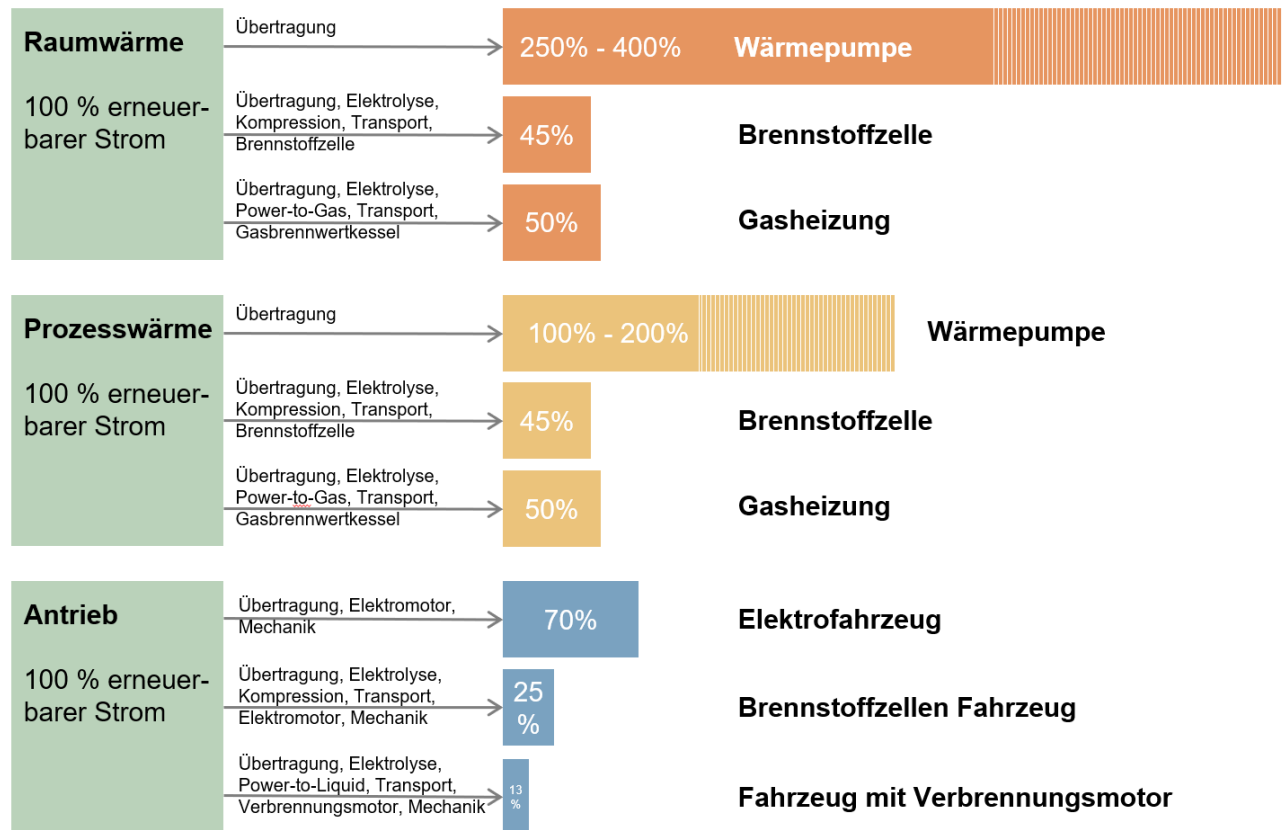 Raumwärme
100 % erneuer-
barer Strom
Übertragung
250% - 400%
Wärmepumpe
Übertragung, Elektrolyse,
Kompression, Transport,
Brennstoffzelle
45%
Brennstoffzelle
Übertragung, Elektrolyse,
Power-to-Gas, Transport,
Gasbrennwertkessel
50%
Gasheizung
Prozesswärme
100 % erneuer-
barer Strom
Übertragung
100% - 200%
Wärmepumpe
Übertragung, Elektrolyse,
Kompression, Transport,
Brennstoffzelle
45%
Brennstoffzelle
Übertragung, Elektrolyse,
Power-to-Gas, Transport,
Gasbrennwertkessel
50%
Gasheizung
Antrieb
100 % erneuer-
barer Strom
Übertragung, Elektromotor,
Mechanik
70%
Elektrofahrzeug
Übertragung, Elektrolyse,
Kompression, Transport,
Elektromotor, Mechanik
25
%
Brennstoffzellen Fahrzeug
Übertragung, Elektrolyse,
Power-to-Liquid, Transport,
Verbrennungsmotor, Mechanik
13
%
Fahrzeug mit Verbrennungsmotor